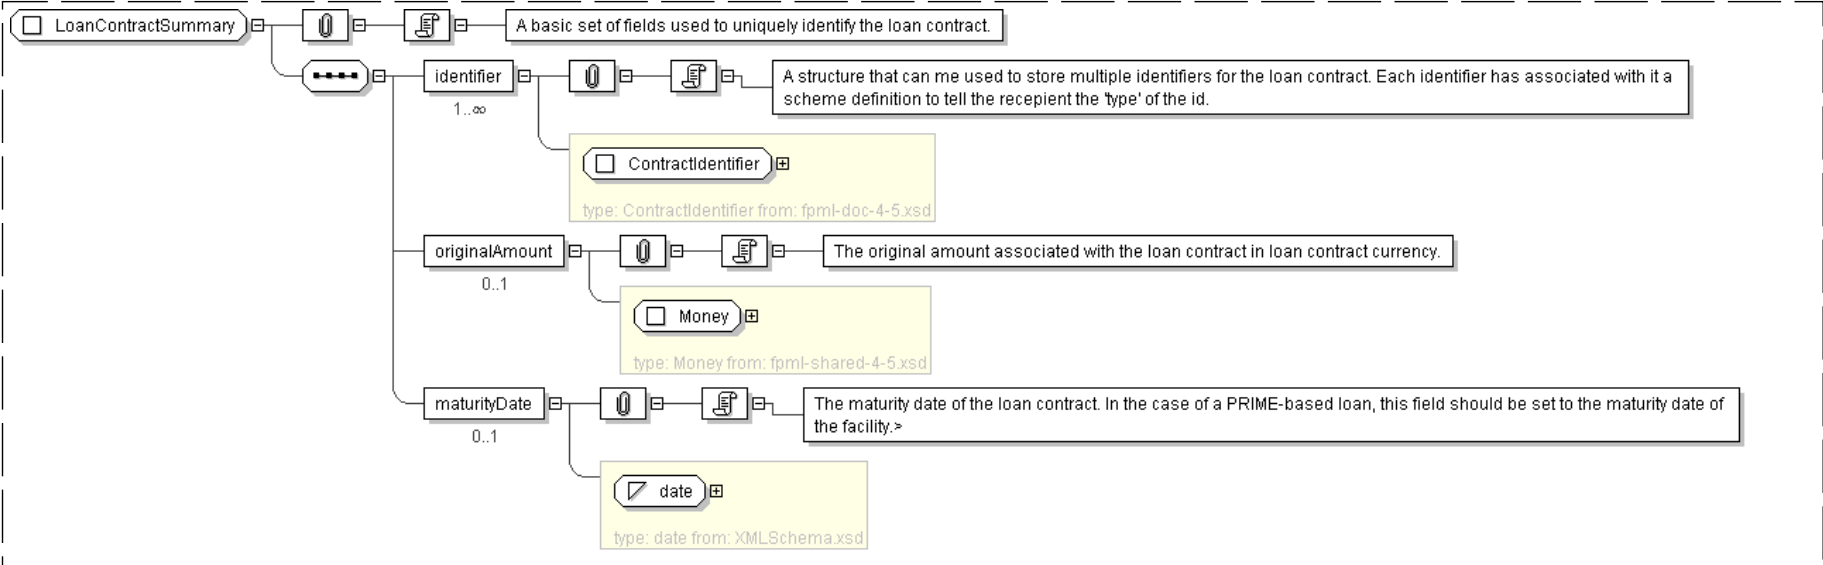 LoanContractSummary
A basic set of fields used to uniquely identify the loan contract.
identifier
1..∞
A structure that can me used to store multiple identifiers for the loan contract. Each identifier has associated with it a
scheme definition to tell the recepient the 'type' of the id.
ContractIdentifier
type: ContractIdentifier from: fpml-doc-4-5.xsd
originalAmount
0..1
The original amount associated with the loan contract in loan contract currency.
Money
type: Money from: fpml-shared-4-5.xsd
maturityDate
0..1
The maturity date of the loan contract. In the case of a PRIME-based loan, this field should be set to the maturity date of
the facility.>
date
type: date from: XMLSchema.xsd